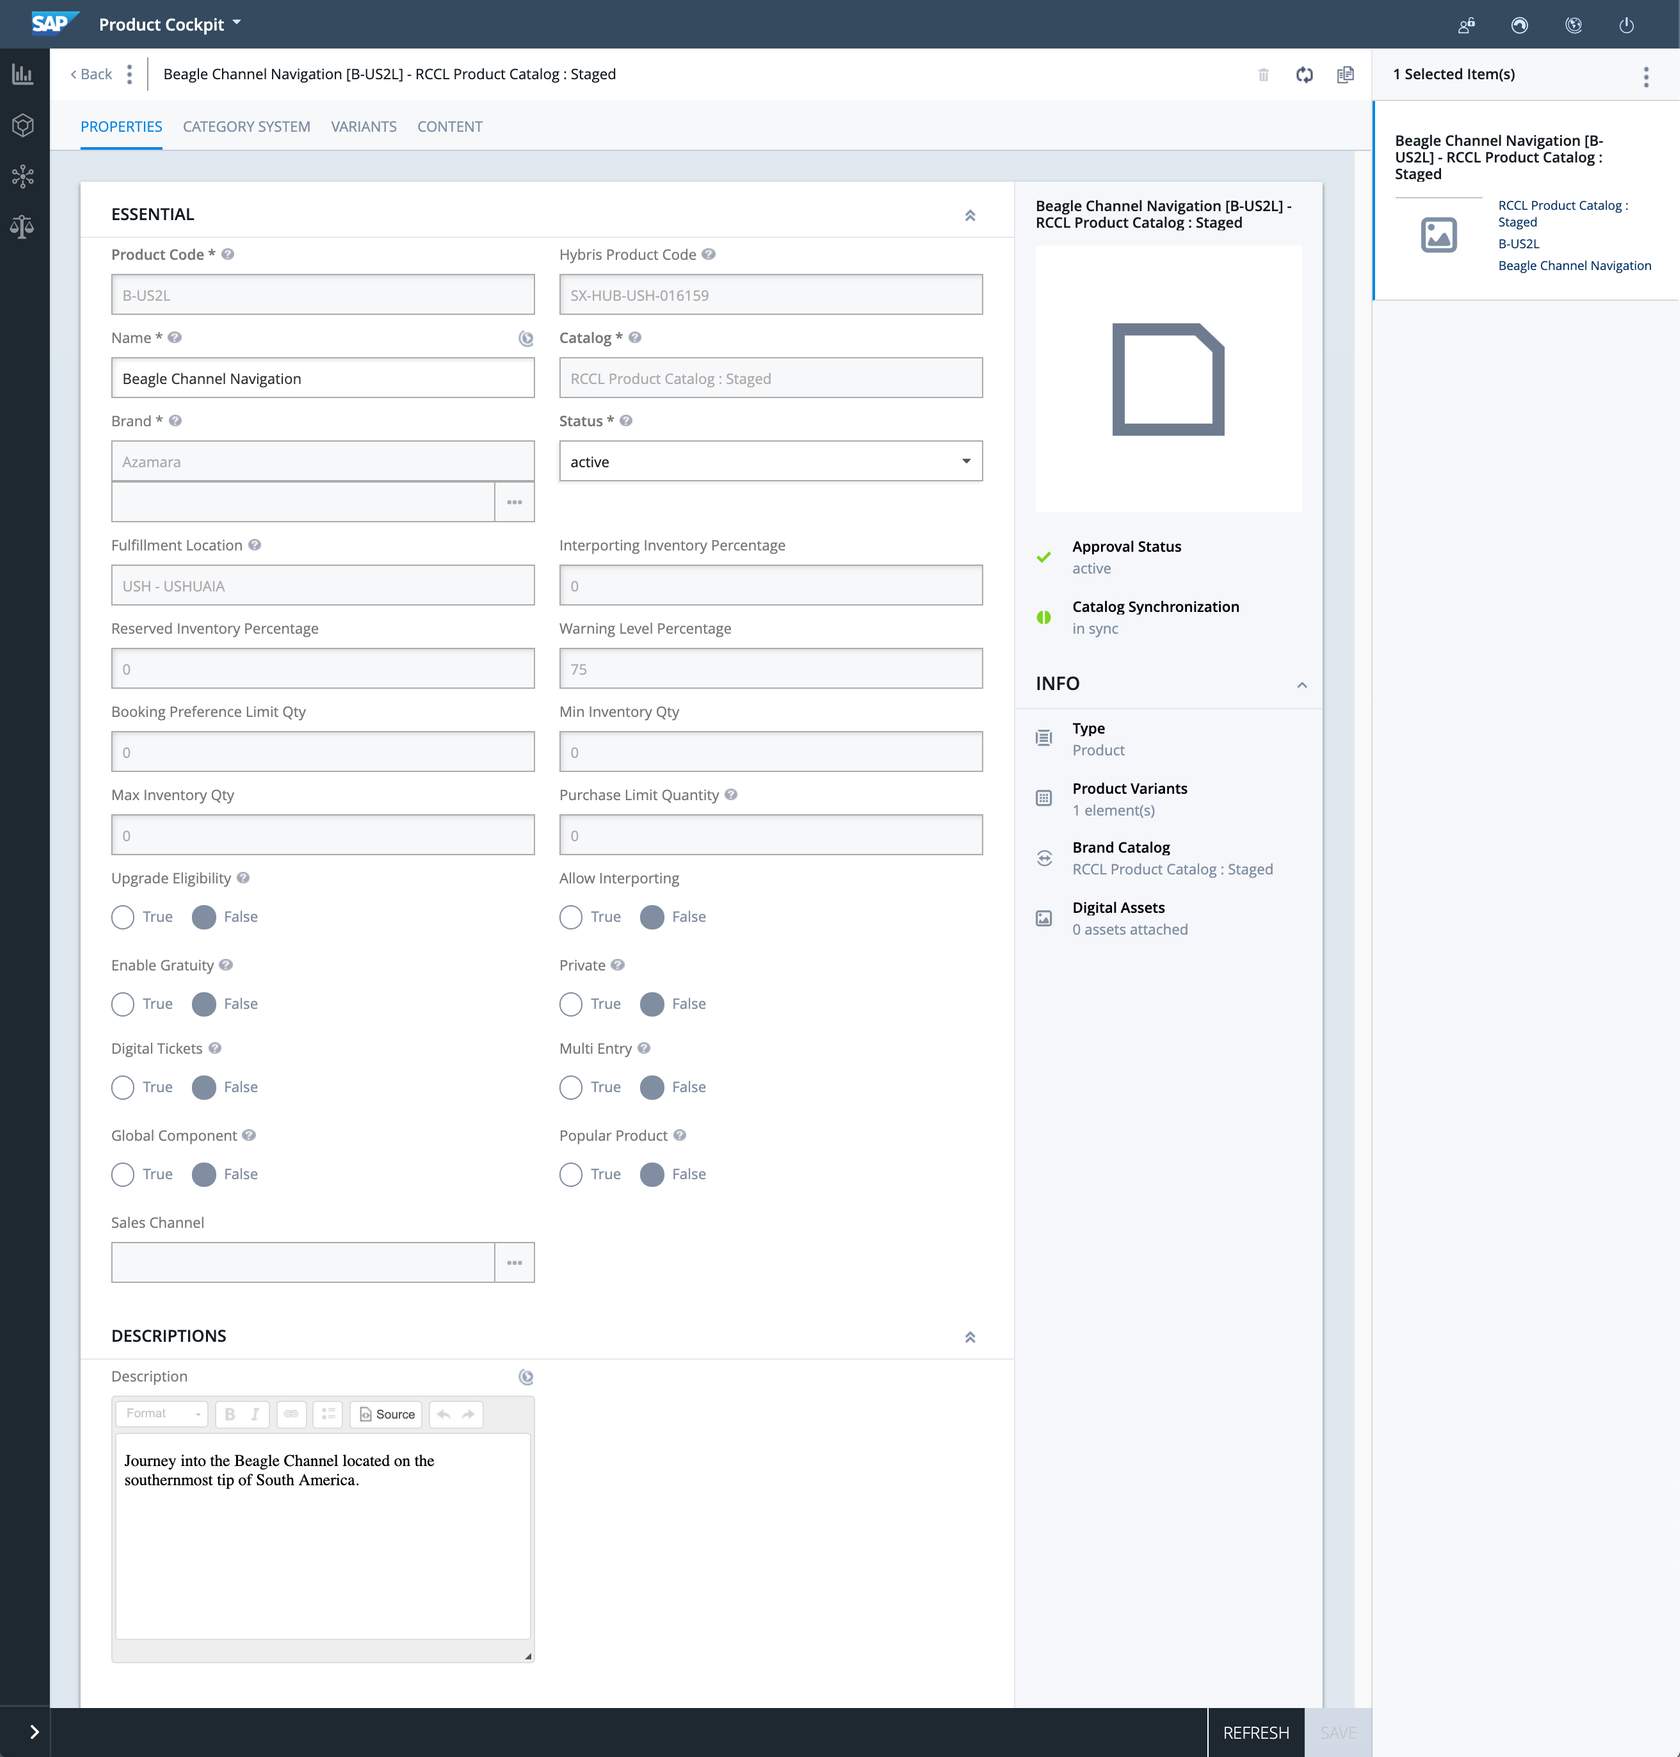 SAP Product Cockpit
Back
Beagle Channel Navigation [B-US2L] - RCCL Product Catalog : Staged
PROPERTIES CATEGORY SYSTEM VARIANTS CONTENT
ESSENTIAL
Product Code * Hybris Product Code
B-US2L SX-HUB-USH-016159
Name * Catalog *
Beagle Channel Navigation RCCL Product Catalog : Staged
Brand * Status *
Azamara active
•••
Fulfillment Location Interporting Inventory Percentage
USH - USHUAIA 0
Reserved Inventory Percentage Warning Level Percentage
0 75
Booking Preference Limit Qty Min Inventory Qty
0 0
Max Inventory Qty Purchase Limit Quantity
0 0
Upgrade Eligibility Allow Interporting
True False True False
Enable Gratuity Private
True False True False
Digital Tickets Multi Entry
True False True False
Global Component Popular Product
True False True False
Sales Channel
•••
DESCRIPTIONS
Description
Format B I Source
Journey into the Beagle Channel located on the
southernmost tip of South America.
Beagle Channel Navigation [B-US2L] -
RCCL Product Catalog : Staged
Approval Status
active
Catalog Synchronization
in sync
INFO
Type
Product
Product Variants
1 element(s)
Brand Catalog
RCCL Product Catalog : Staged
Digital Assets
0 assets attached
1 Selected Item(s)
Beagle Channel Navigation [B-
US2L] - RCCL Product Catalog :
Staged
RCCL Product Catalog :
Staged
B-US2L
Beagle Channel Navigation
REFRESH SAVE